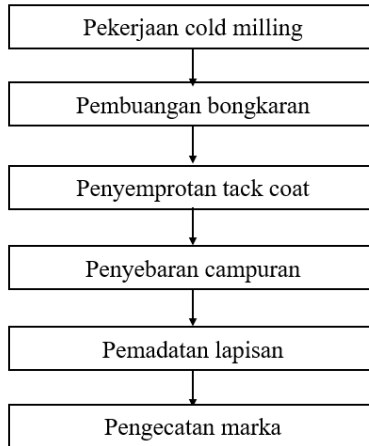 Pekerjaan cold milling
Pembuangan bongkaran
Penyemprotan tack coat
Penyebaran campuran
Pemadatan lapisan
Pengecatan marka